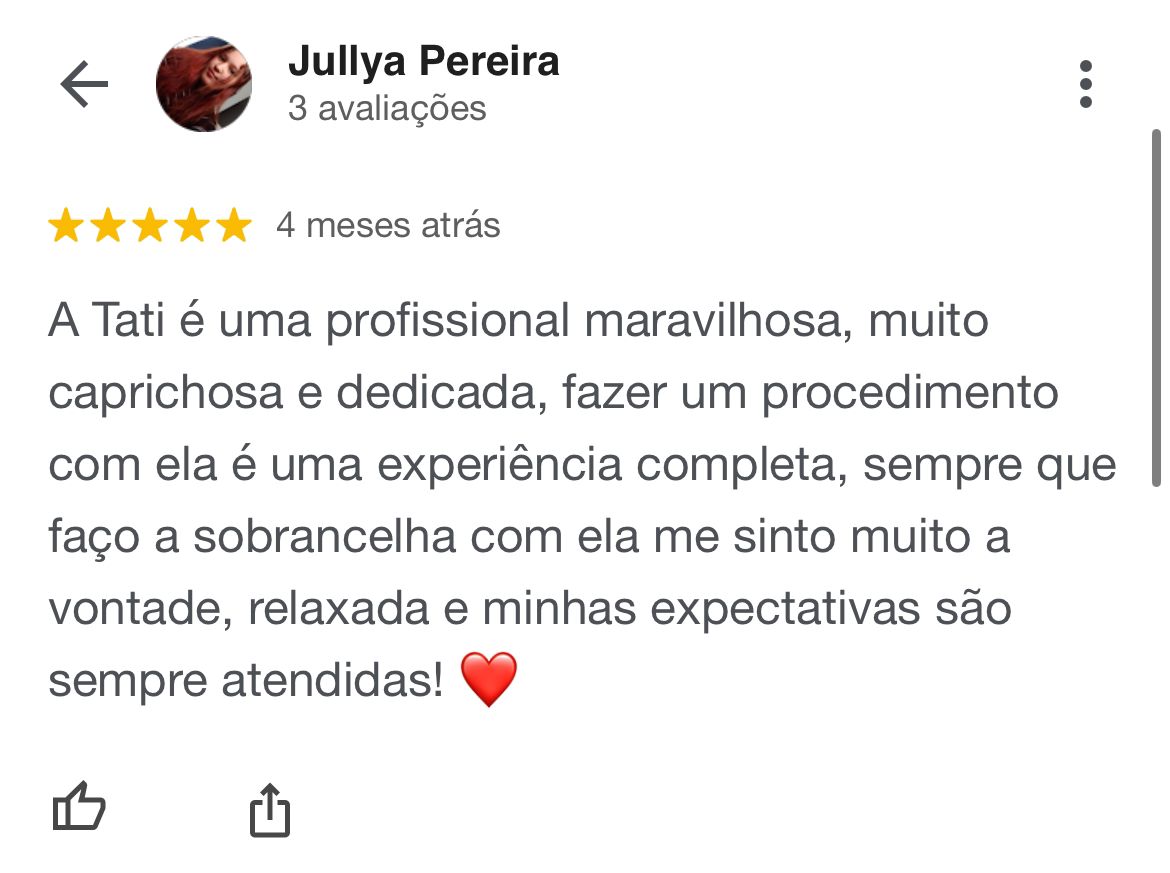 Jullya Pereira
3 avaliações
4 meses atrás
A Tati é uma profissional maravilhosa, muito
caprichosa e dedicada, fazer um procedimento
com ela é uma experiência completa, sempre que
faço a sobrancelha com ela me sinto muito a
vontade, relaxada e minhas expectativas são
sempre atendidas! ❤️